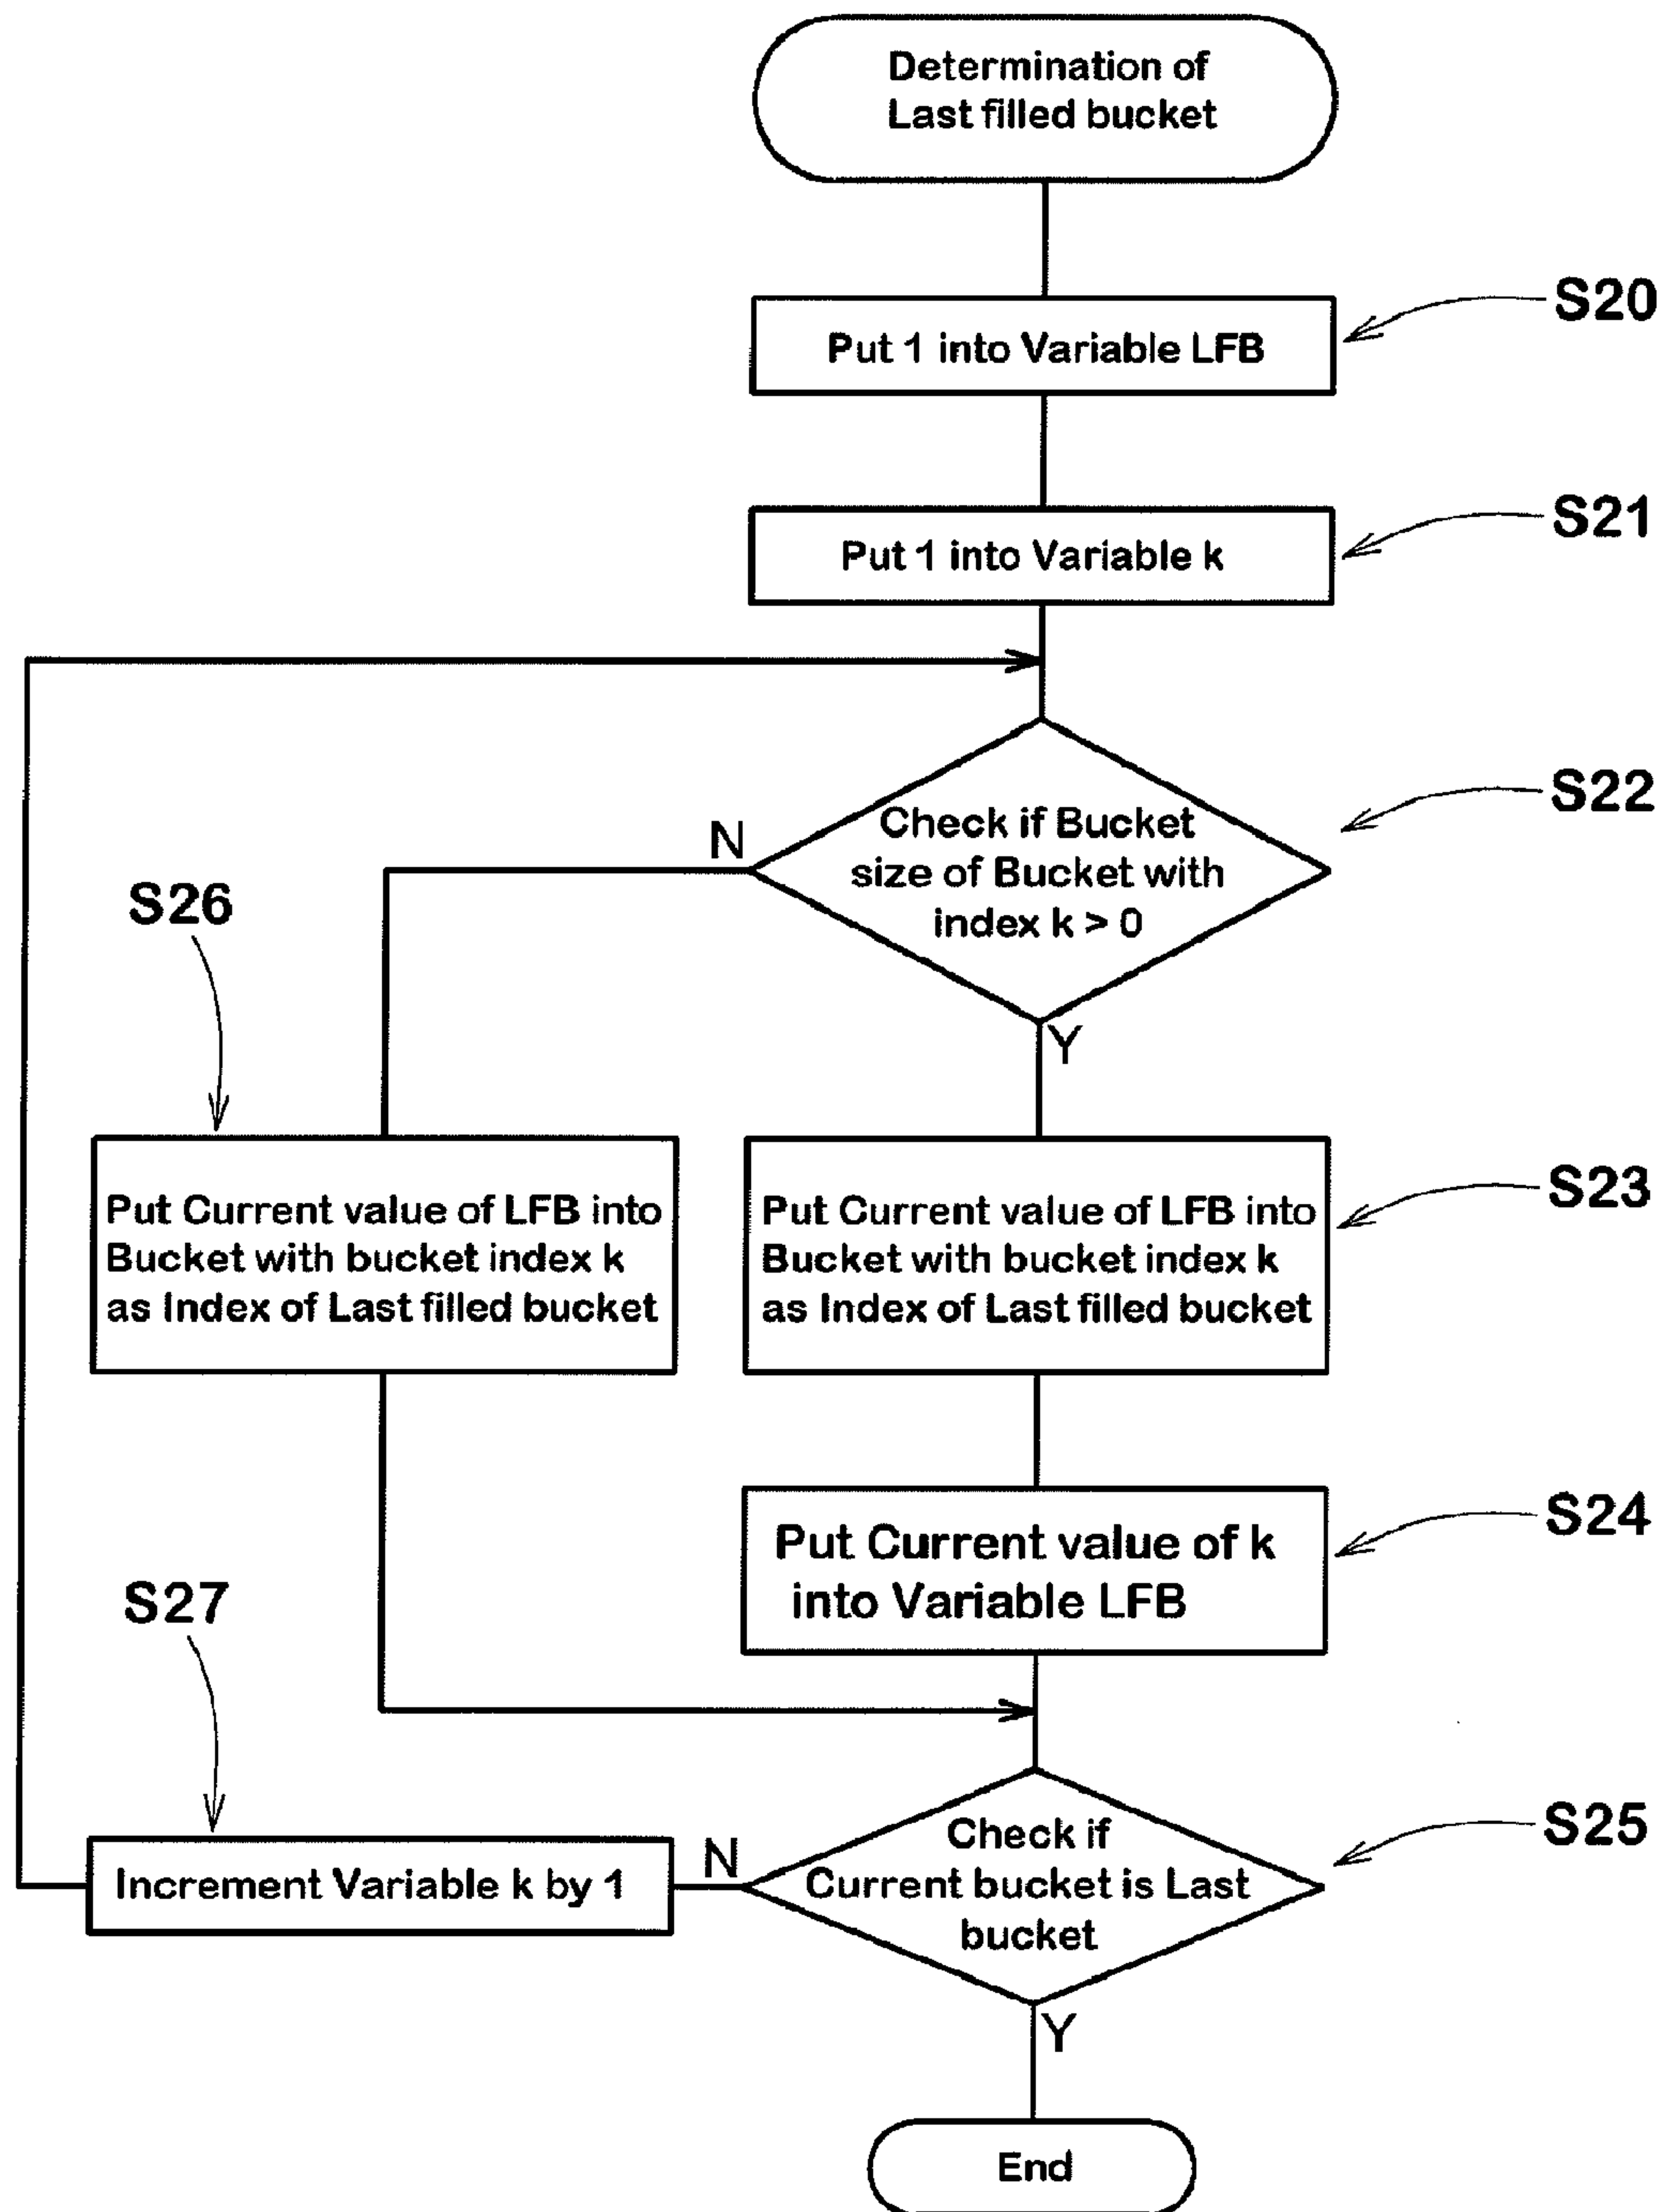 Determination of
Last filled bucket
S20
Put 1 into Variable LFB
S21
Put 1 into Variable k
S22
Check if Bucket
size of Bucket with
index k > 0
N
Y
S26
Put Current value of LFB into
Bucket with bucket index k
as Index of Last filled bucket
S23
Put Current value of LFB into
Bucket with bucket index k
as Index of Last filled bucket
S24
Put Current value of k
into Variable LFB
S27
Increment Variable k by 1
N
S25
Check if
Current bucket is Last
bucket
Y
End